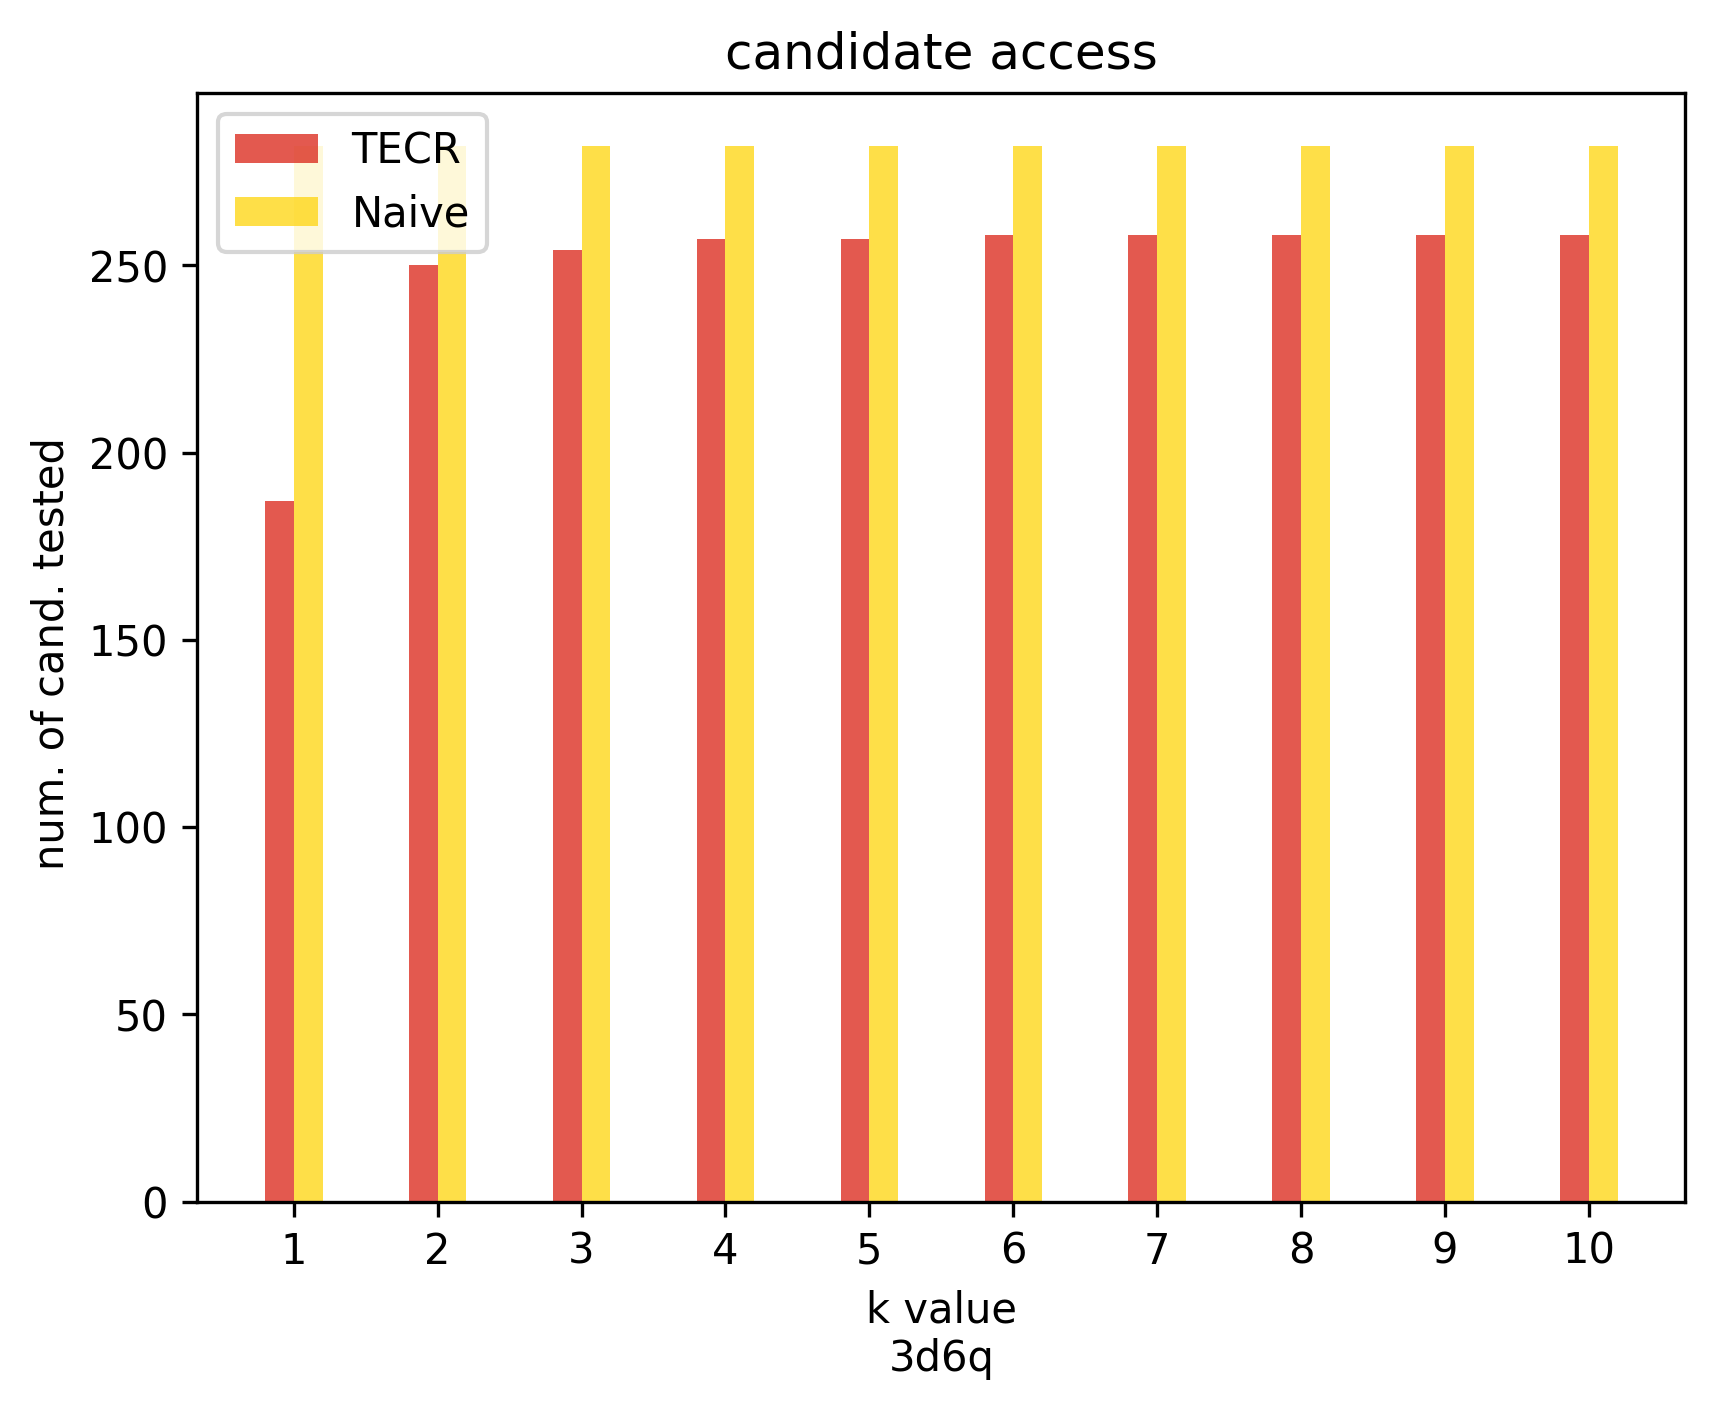 candidate access
TECR
Naive
num. of cand. tested
250
200
150
100
50
0
1 2 3 4 5 6 7 8 9 10
k value
3d6q